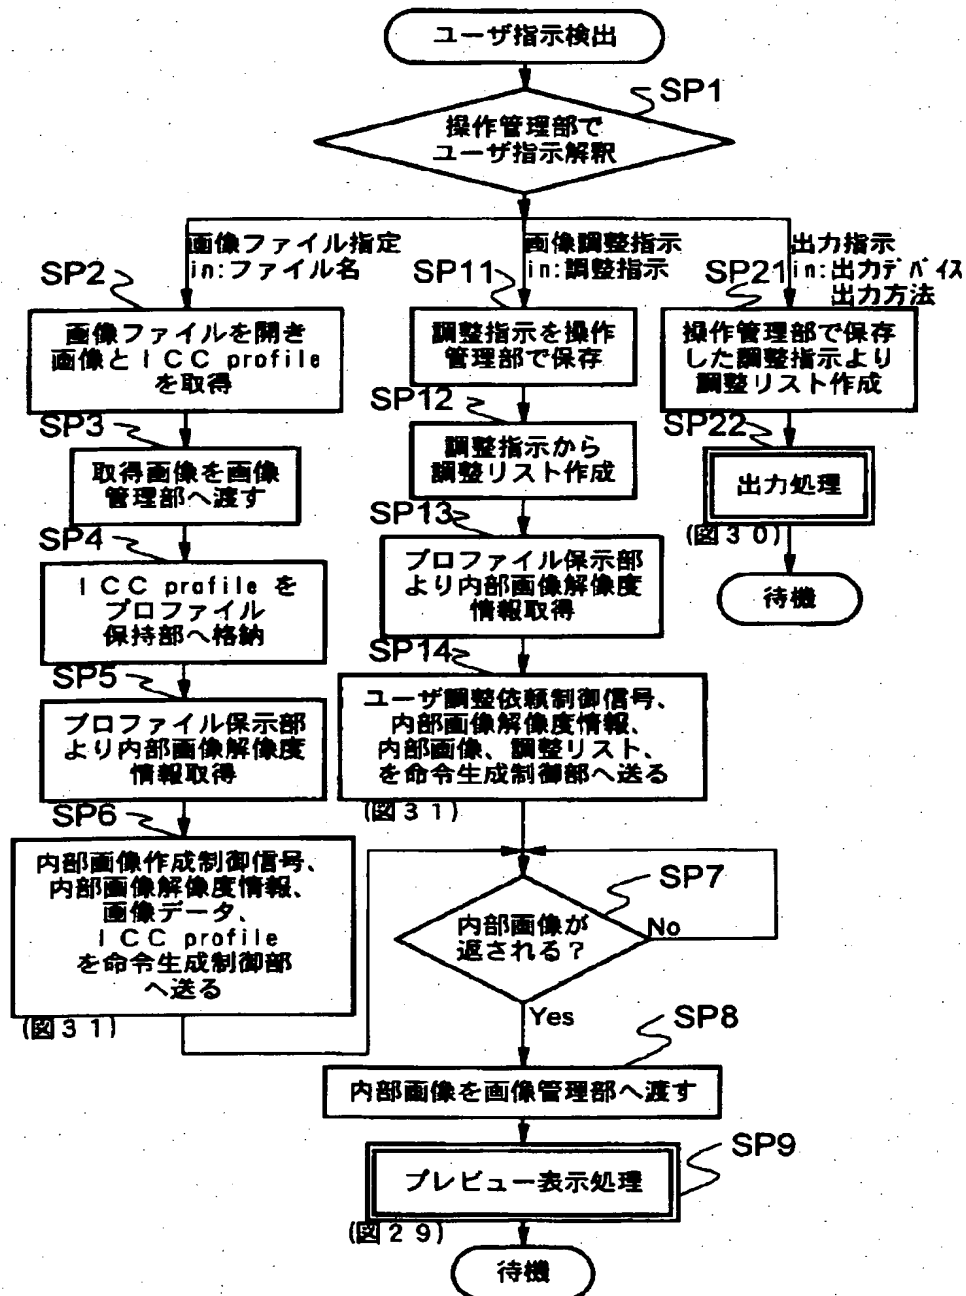 ユーザ指示検出
SP1
操作管理部で
ユーザ指示解釈
画像ファイル指定
in:ファイル名
SP2
画像ファイルを開き
画像とICC profile
を取得
SP3
取得画像を画像
管理部へ渡す
SP4
ICC profile を
プロファイル
保持部へ格納
SP5
プロファイル保示部
より内部画像解像度
情報取得
SP6
内部画像作成制御信号、
内部画像解像度情報、
画像データ、
ICC profile
を命令生成制御部
へ送る
(図31)
画像調整指示
in:調整指示
SP11
調整指示を操作
管理部で保存
SP12
調整指示から
調整リスト作成
SP13
プロファイル保示部
より内部画像解像度
情報取得
SP14
ユーザ調整依頼制御信号、
内部画像解像度情報、
内部画像、調整リスト、
を命令生成制御部へ送る
(図31)
出力指示
in:出力デバイス
出力方法
SP21
操作管理部で保存
した調整指示より
調整リスト作成
SP22
出力処理
(図30)
待機
SP7
内部画像が
返される?
No
Yes
SP8
内部画像を画像管理部へ渡す
SP9
プレビュー表示処理
(図29)
待機